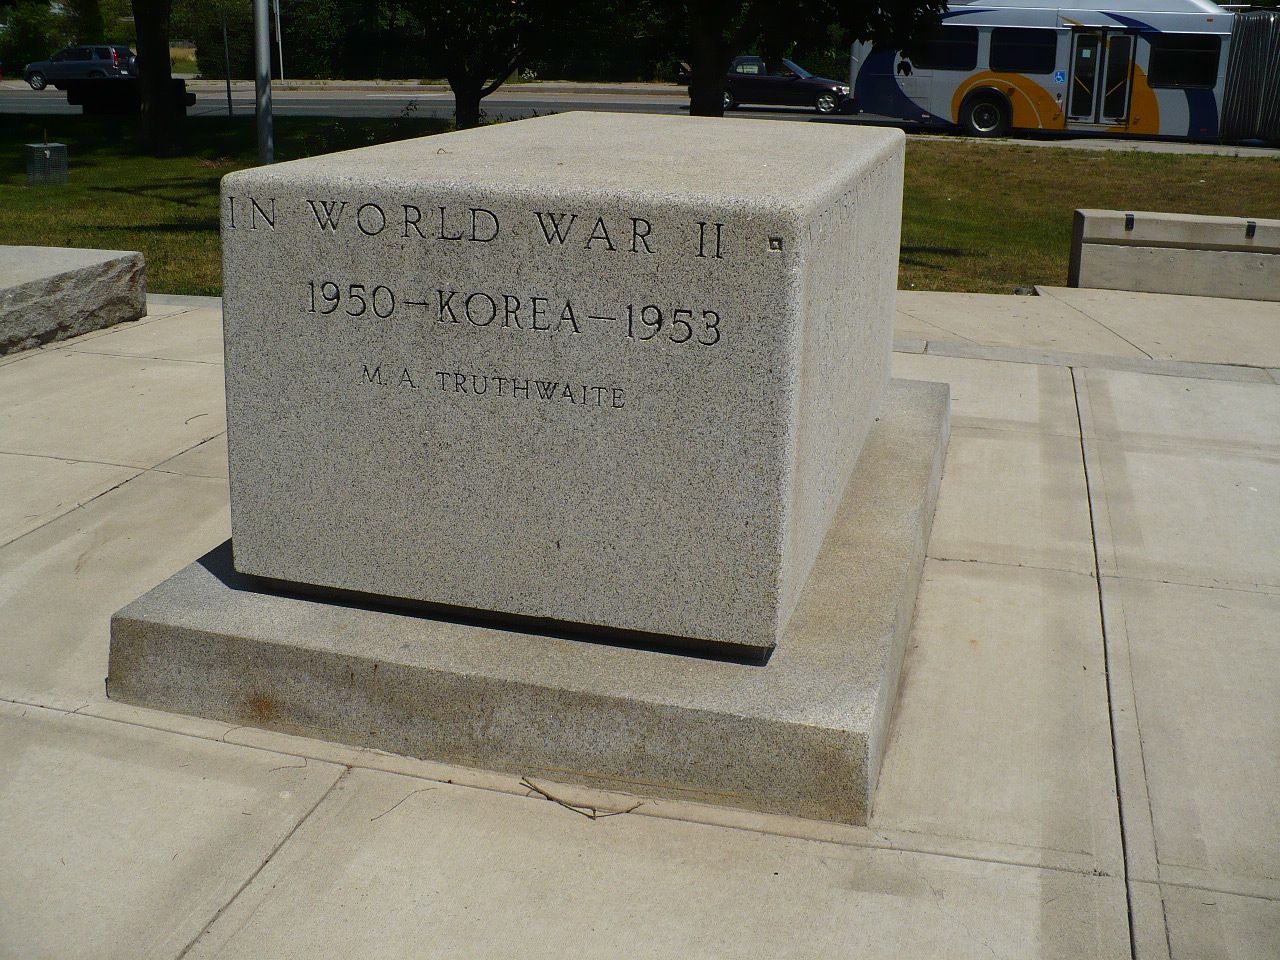 IN WORLD WAR II
1950–KOREA–1953
M. A. TRUTHWAITE